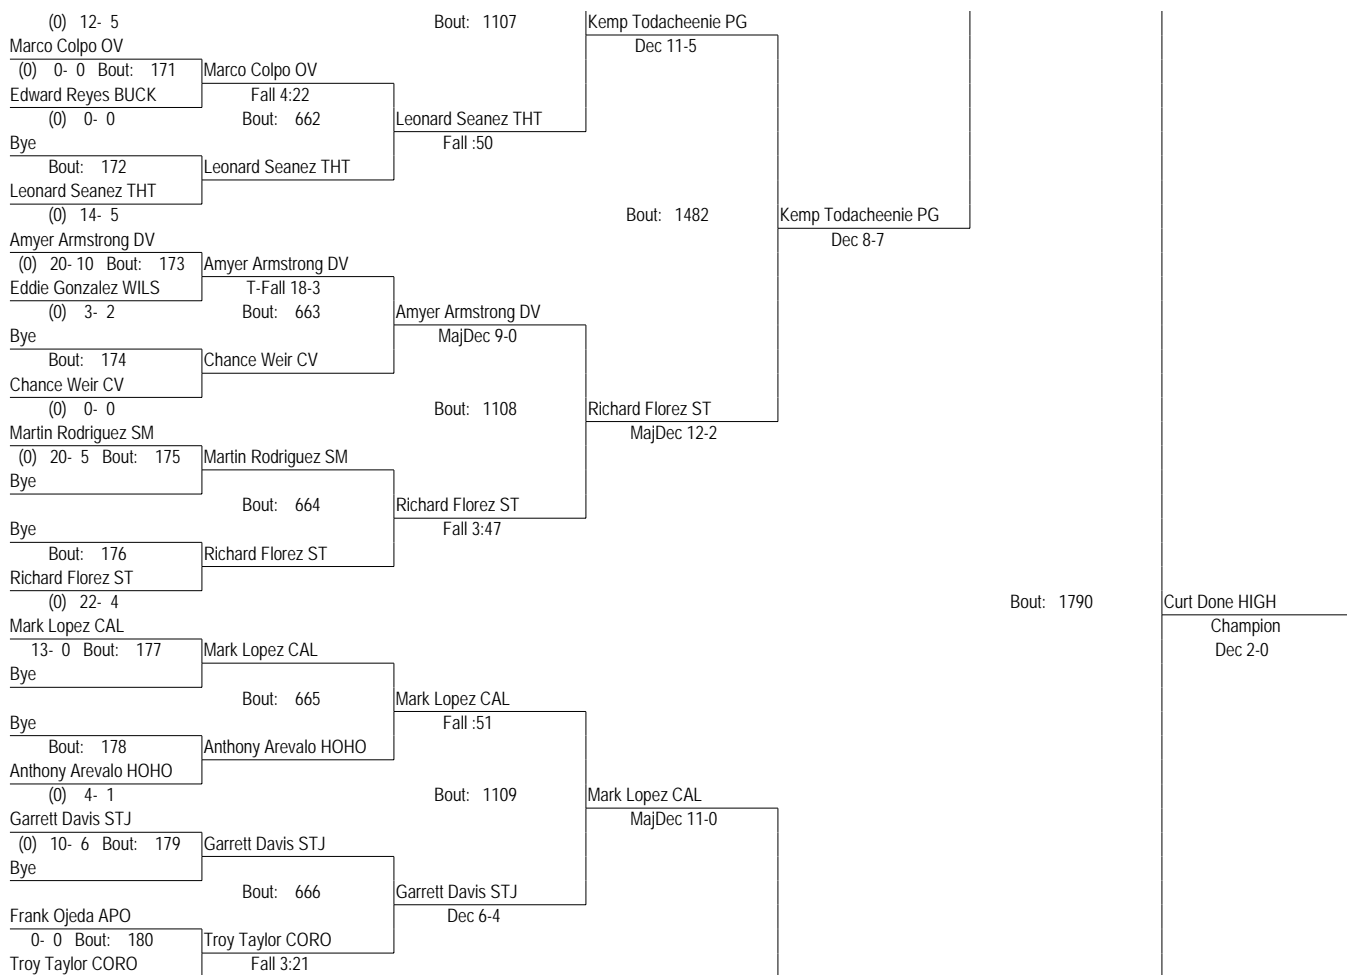 (0) 12- 5 Bout: 1107 Kemp Todacheenie PG
Marco Colpo OV Dec 11-5
(0) 0- 0 Bout: 171 Marco Colpo OV
Edward Reyes BUCK Fall 4:22
(0) 0- 0 Bout: 662 Leonard Seanez THT
Bye Fall :50
Bout: 172 Leonard Seanez THT
Leonard Seanez THT
(0) 14- 5 Bout: 1482 Kemp Todacheenie PG
Amyer Armstrong DV Dec 8-7
(0) 20- 10 Bout: 173 Amyer Armstrong DV
Eddie Gonzalez WILS T-Fall 18-3
(0) 3- 2 Bout: 663 Amyer Armstrong DV
Bye MajDec 9-0
Bout: 174 Chance Weir CV
Chance Weir CV
(0) 0- 0 Bout: 1108 Richard Florez ST
Martin Rodriguez SM MajDec 12-2
(0) 20- 5 Bout: 175 Martin Rodriguez SM
Bye
Bout: 664 Richard Florez ST
Bye Fall 3:47
Bout: 176 Richard Florez ST
Richard Florez ST
(0) 22- 4 Bout: 1790 Curt Done HIGH
Mark Lopez CAL Champion
13- 0 Bout: 177 Mark Lopez CAL Dec 2-0
Bye
Bout: 665 Mark Lopez CAL
Bye Fall :51
Bout: 178 Anthony Arevalo HOHO
Anthony Arevalo HOHO
(0) 4- 1 Bout: 1109 Mark Lopez CAL
Garrett Davis STJ MajDec 11-0
(0) 10- 6 Bout: 179 Garrett Davis STJ
Bye
Bout: 666 Garrett Davis STJ
Frank Ojeda APO Dec 6-4
0- 0 Bout: 180 Troy Taylor CORO
Troy Taylor CORO Fall 3:21